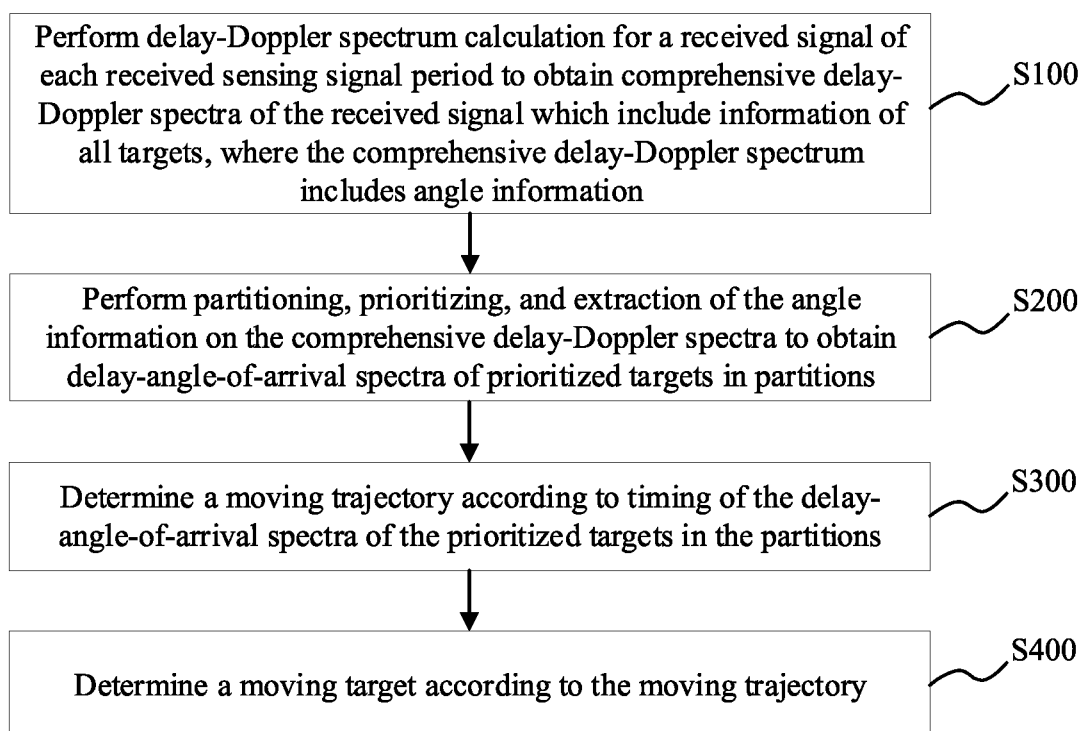 Perform delay-Doppler spectrum calculation for a received signal of
each received sensing signal period to obtain comprehensive delay-
Doppler spectra of the received signal which include information of
all targets, where the comprehensive delay-Doppler spectrum
includes angle information
S100
Perform partitioning, prioritizing, and extraction of the angle
information on the comprehensive delay-Doppler spectra to obtain
delay-angle-of-arrival spectra of prioritized targets in partitions
S200
Determine a moving trajectory according to timing of the delay-
angle-of-arrival spectra of the prioritized targets in the partitions
S300
Determine a moving target according to the moving trajectory
S400